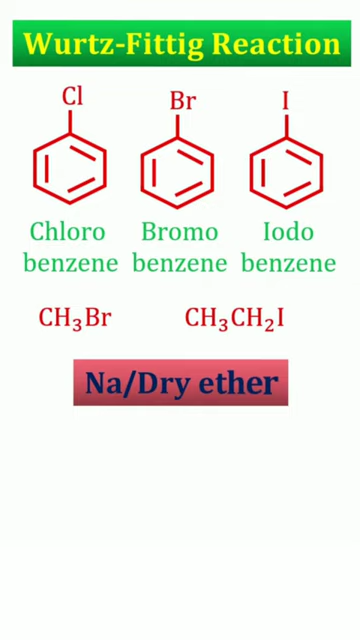 Wurtz-Fittig Reaction
Cl Br I
Chloro Bromo Iodo
benzene benzene benzene
CH₃Br CH₃CH₂I
Na/Dry ether